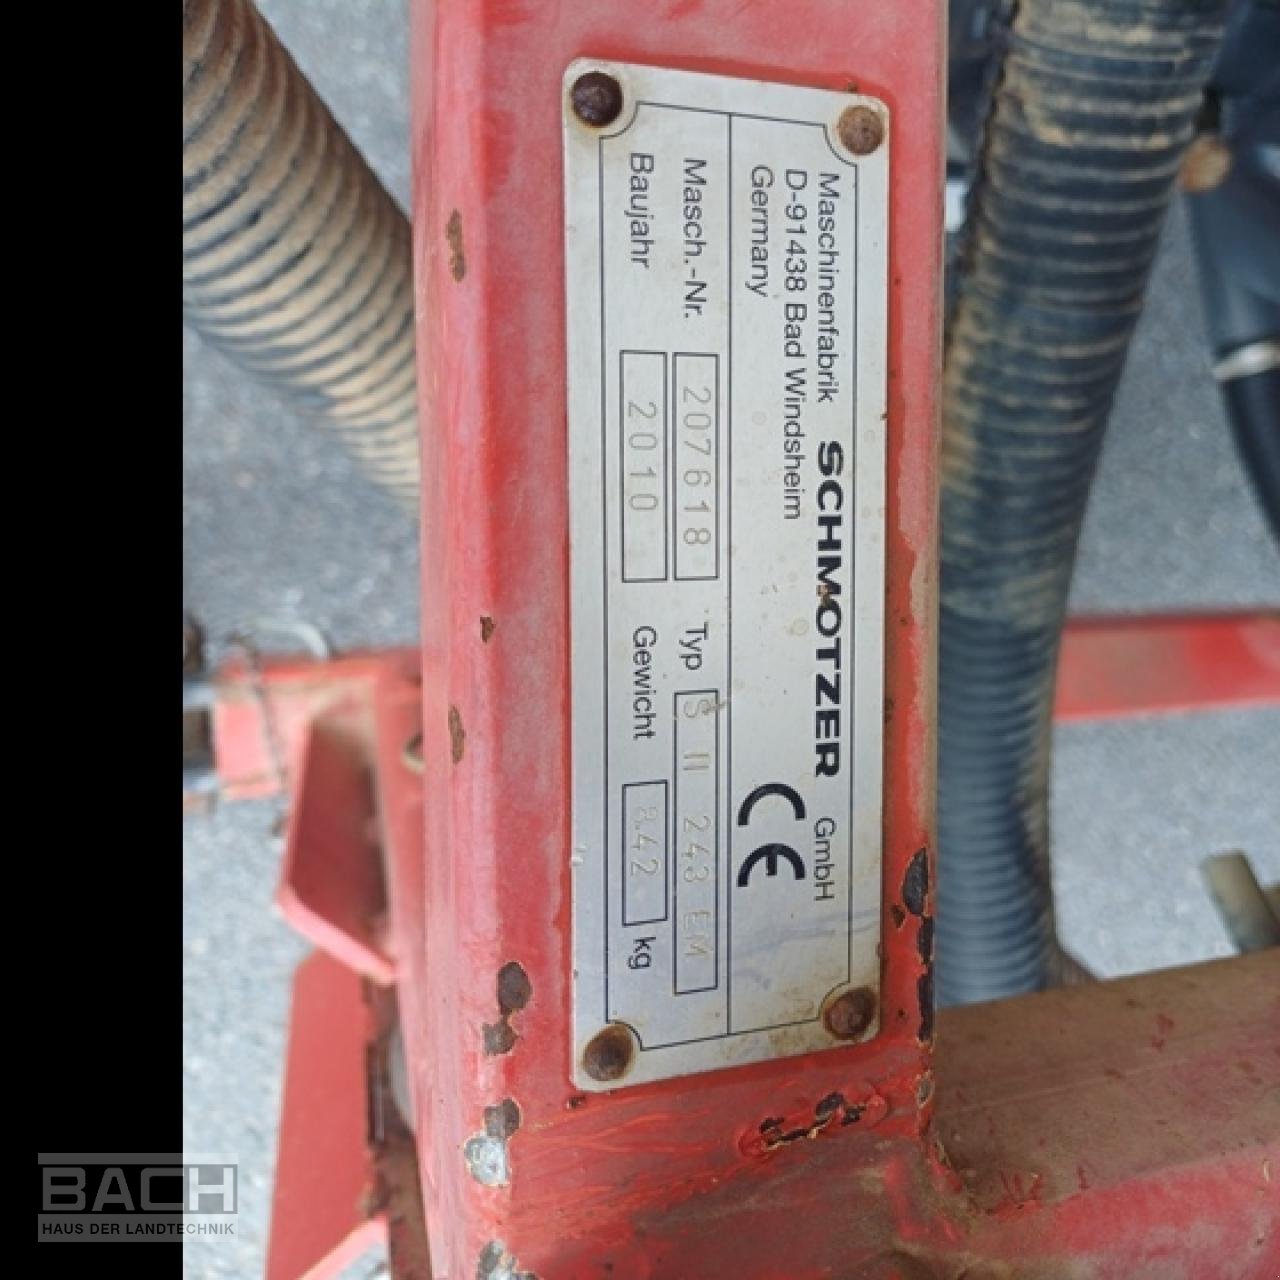 Maschinenfabrik SCHMOTZER GmbH
D-91438 Bad Windsheim
Germany
CE
Masch.-Nr. 207618 Typ S II 243 EM
Baujahr 2010 Gewicht 842 kg
BACH
HAUS DER LANDTECHNIK